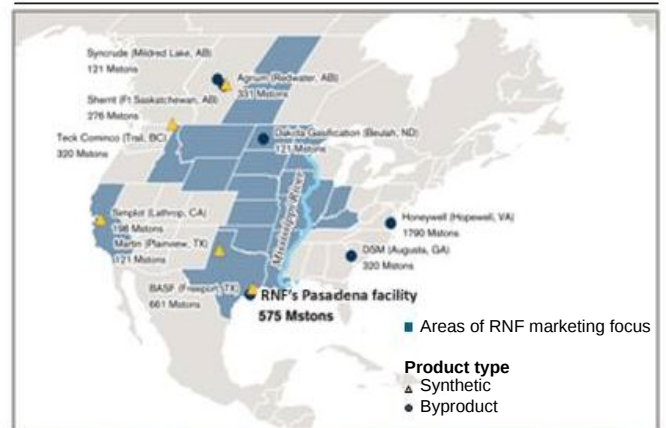 Syncrude (Mildred Lake, AB)
121 Mstons
Agrium (Redwater, AB)
331 Mstons
Sherrit (Ft Saskatchewan, AB)
276 Mstons
Teck Cominco (Trail, BC)
320 Mstons
Dakota Gasification (Beulah, ND)
121 Mstons
Mississippi River
Simplot (Lathrop, CA)
198 Mstons
Martin (Plainview, TX)
121 Mstons
Honeywell (Hopewell, VA)
1790 Mstons
DSM (Augusta, GA)
320 Mstons
BASF (Freeport, TX)
661 Mstons
RNF's Pasadena facility
575 Mstons
Areas of RNF marketing focus
Product type
Synthetic
Byproduct